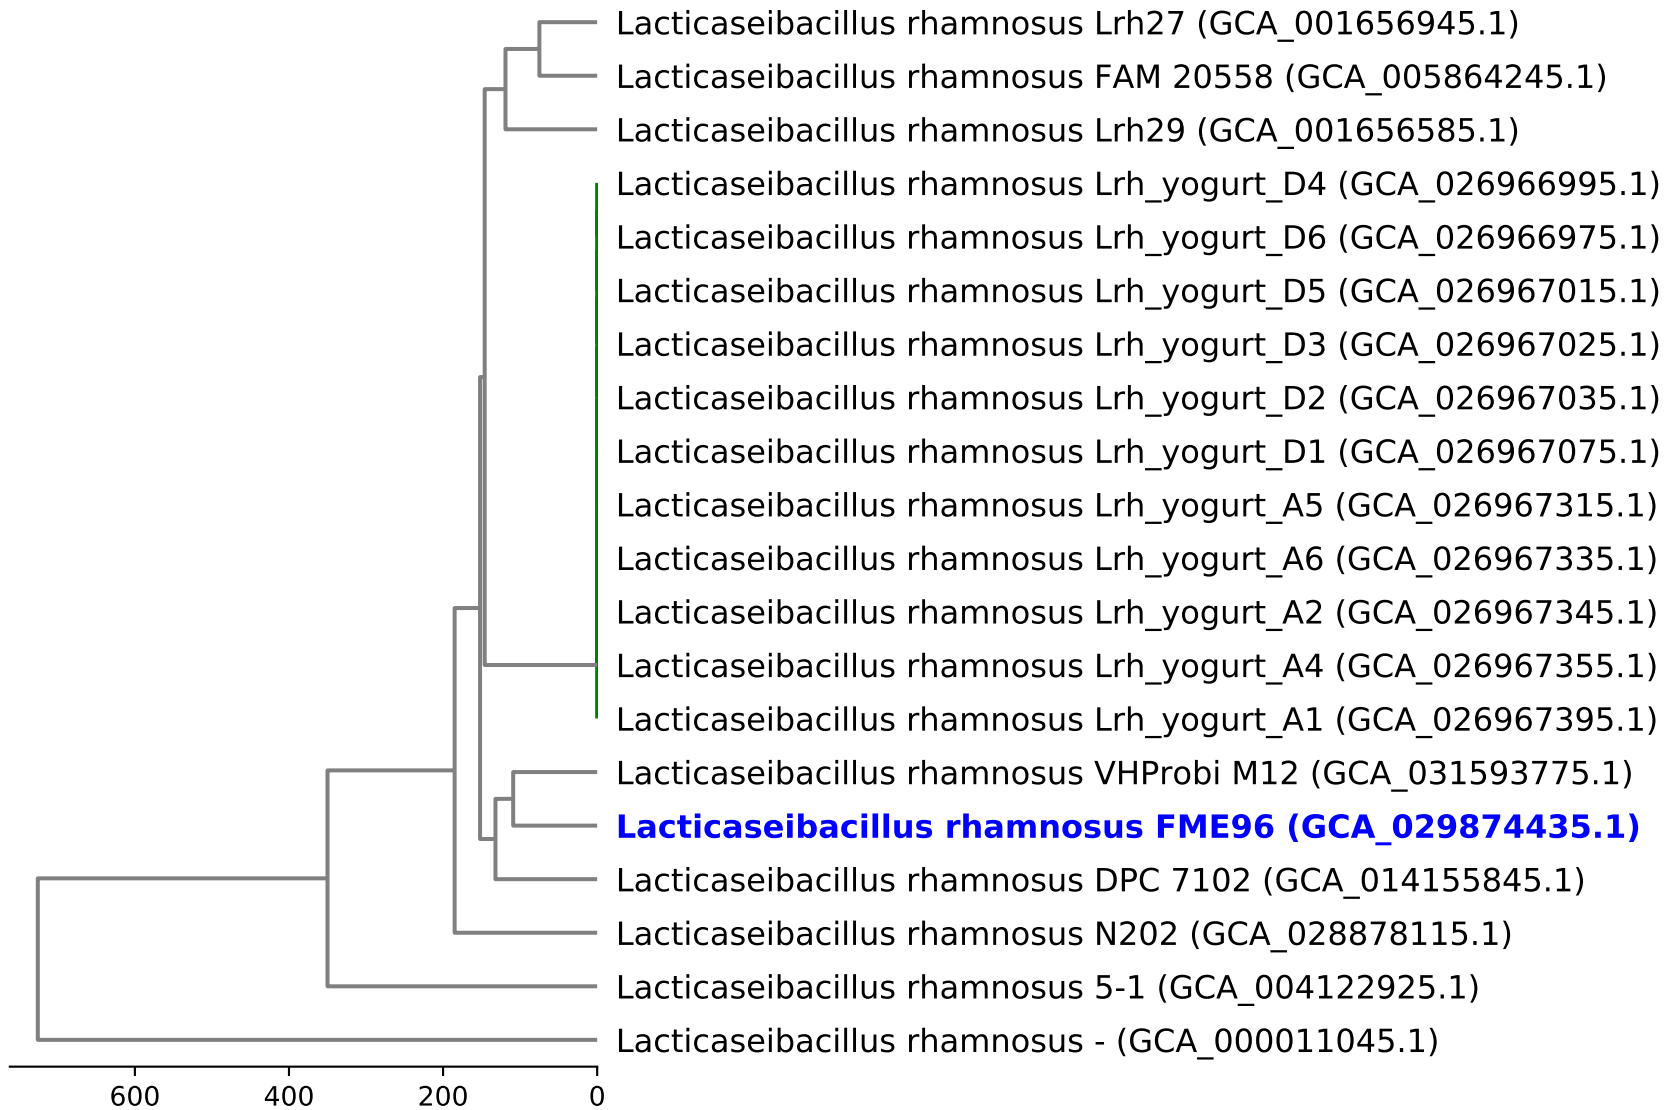 Lacticaseibacillus rhamnosus Lrh27 (GCA_001656945.1)
Lacticaseibacillus rhamnosus FAM 20558 (GCA_005864245.1)
Lacticaseibacillus rhamnosus Lrh29 (GCA_001656585.1)
Lacticaseibacillus rhamnosus Lrh_yogurt_D4 (GCA_026966995.1)
Lacticaseibacillus rhamnosus Lrh_yogurt_D6 (GCA_026966975.1)
Lacticaseibacillus rhamnosus Lrh_yogurt_D5 (GCA_026967015.1)
Lacticaseibacillus rhamnosus Lrh_yogurt_D3 (GCA_026967025.1)
Lacticaseibacillus rhamnosus Lrh_yogurt_D2 (GCA_026967035.1)
Lacticaseibacillus rhamnosus Lrh_yogurt_D1 (GCA_026967075.1)
Lacticaseibacillus rhamnosus Lrh_yogurt_A5 (GCA_026967315.1)
Lacticaseibacillus rhamnosus Lrh_yogurt_A6 (GCA_026967335.1)
Lacticaseibacillus rhamnosus Lrh_yogurt_A2 (GCA_026967345.1)
Lacticaseibacillus rhamnosus Lrh_yogurt_A4 (GCA_026967355.1)
Lacticaseibacillus rhamnosus Lrh_yogurt_A1 (GCA_026967395.1)
Lacticaseibacillus rhamnosus VHProbi M12 (GCA_031593775.1)
Lacticaseibacillus rhamnosus FME96 (GCA_029874435.1)
Lacticaseibacillus rhamnosus DPC 7102 (GCA_014155845.1)
Lacticaseibacillus rhamnosus N202 (GCA_028878115.1)
Lacticaseibacillus rhamnosus 5-1 (GCA_004122925.1)
Lacticaseibacillus rhamnosus - (GCA_000011045.1)
600 400 200 0